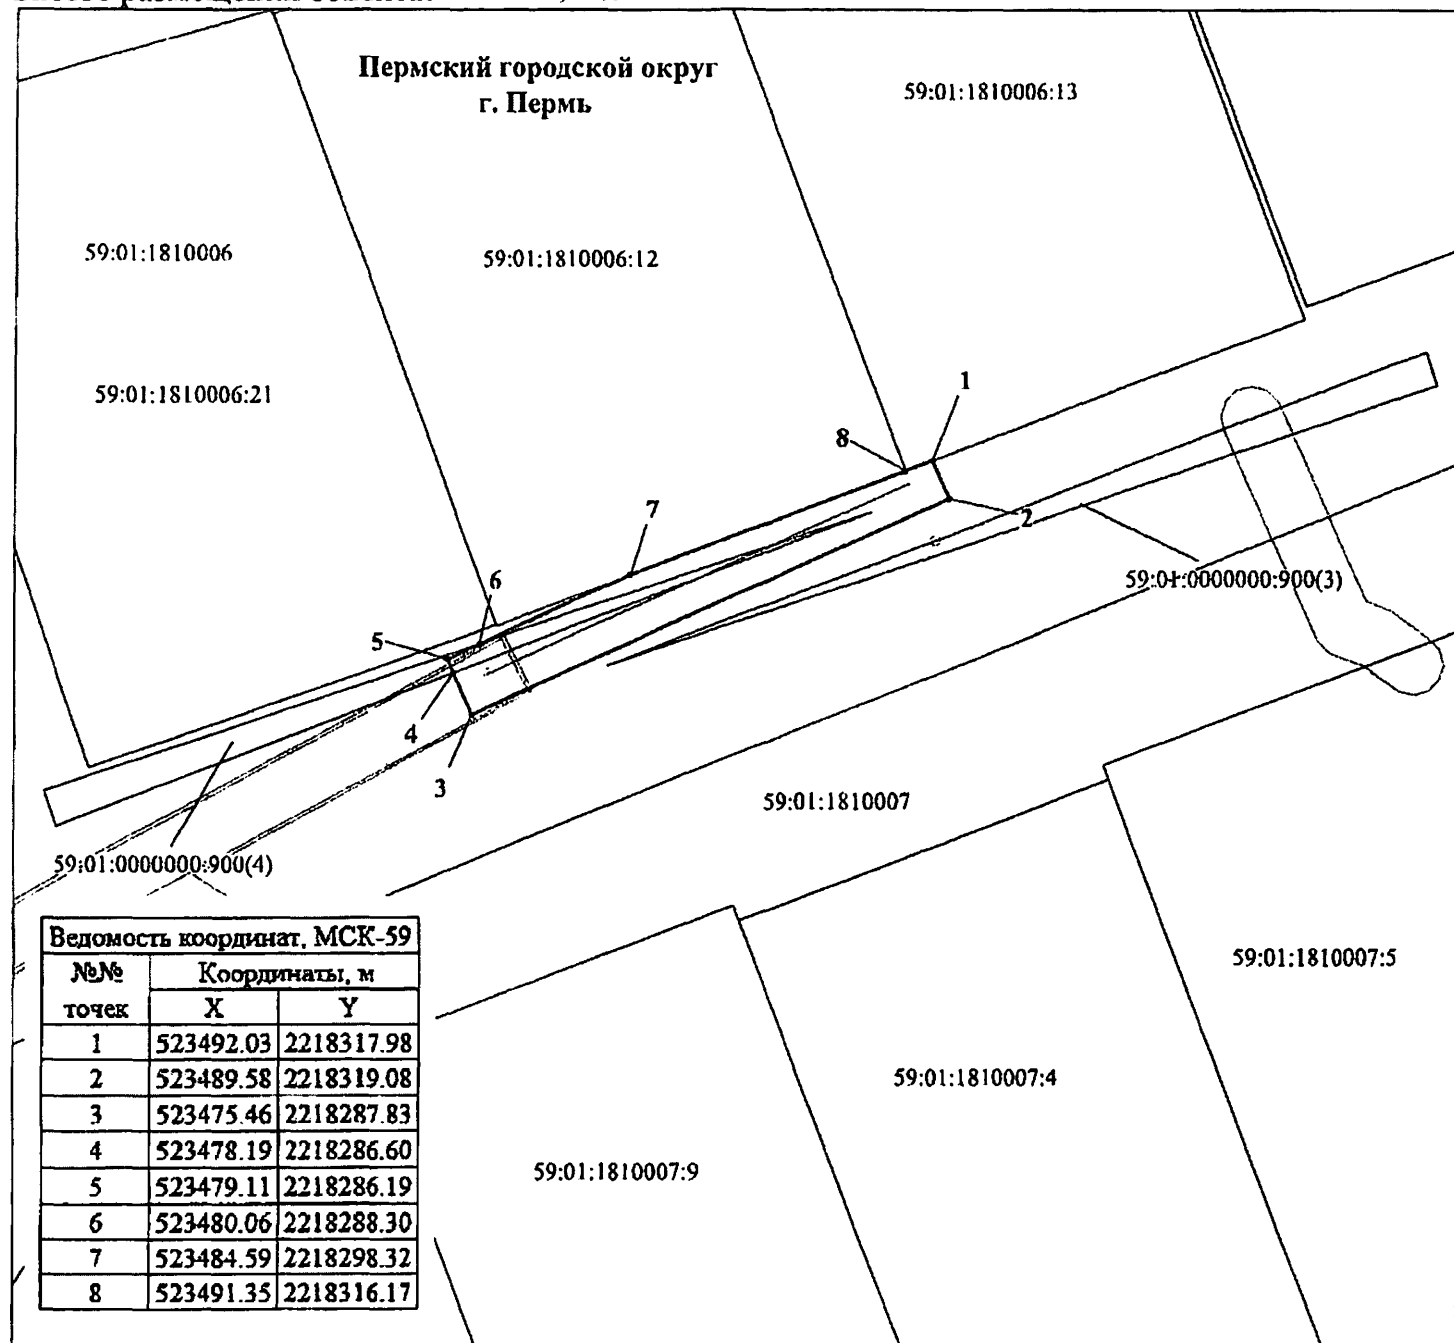 Пермский городской округ
г. Пермь
59:01:1810006:13
59:01:1810006
59:01:1810006:12
59:01:1810006:21
1
8
7
2
6
59:01:0000000:900(3)
5
4
3
59:01:1810007
59:01:0000000:900(4)
59:01:1810007:5
59:01:1810007:4
59:01:1810007:9
Ведомость координат, МСК-59
№№ Координаты, м
точек X Y
1 523492.03 2218317.98
2 523489.58 2218319.08
3 523475.46 2218287.83
4 523478.19 2218286.60
5 523479.11 2218286.19
6 523480.06 2218288.30
7 523484.59 2218298.32
8 523491.35 2218316.17